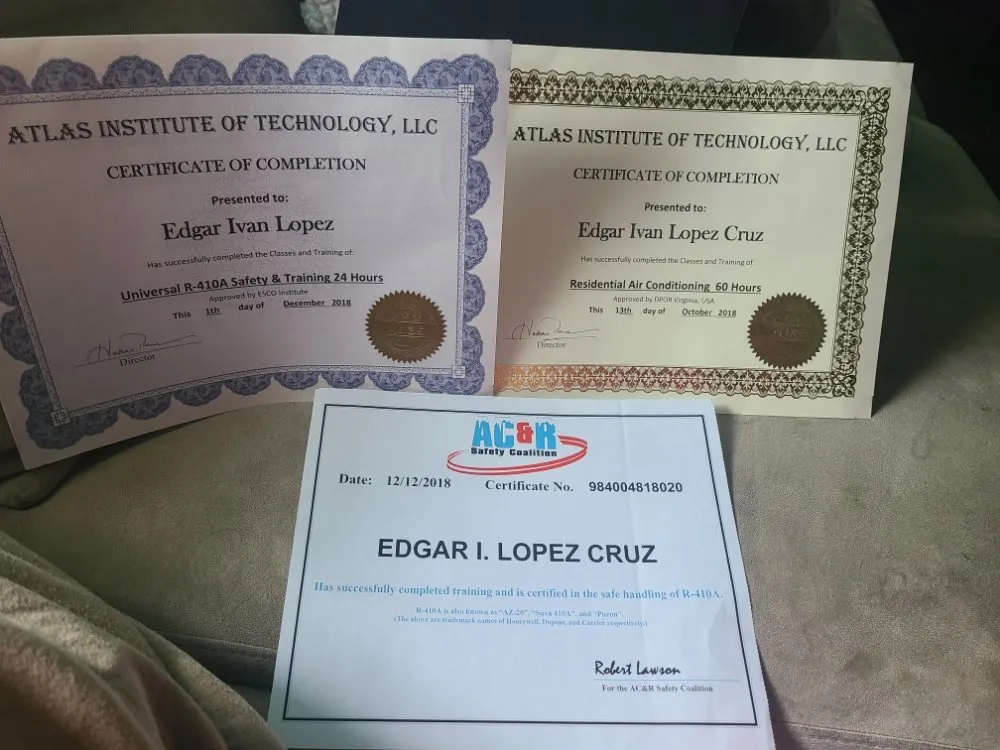 ATLAS INSTITUTE OF TECHNOLOGY, LLC
CERTIFICATE OF COMPLETION
Presented to:
Edgar Ivan Lopez
Has successfully completed the Classes and Training of:
Universal R-410A Safety & Training 24 Hours
Approved by ESCO Institute
This 1th day of December 2018
Director
ATLAS INSTITUTE OF TECHNOLOGY, LLC
CERTIFICATE OF COMPLETION
Presented to:
Edgar Ivan Lopez Cruz
Has successfully completed the Classes and Training of:
Residential Air Conditioning 60 Hours
Approved by DPOR Virginia, USA
This 13th day of October 2018
Director
AC&R
Safety Coalition
Date: 12/12/2018 Certificate No. 984004818020
EDGAR I. LOPEZ CRUZ
Has successfully completed training and is certified in the safe handling of R-410A.
R-410A is also known as "AZ-20", "Suva 410A", and "Puron".
(The above are trademark names of Honeywell, Dupont, and Carrier respectively.)
Robert Lawson
For the AC&R Safety Coalition